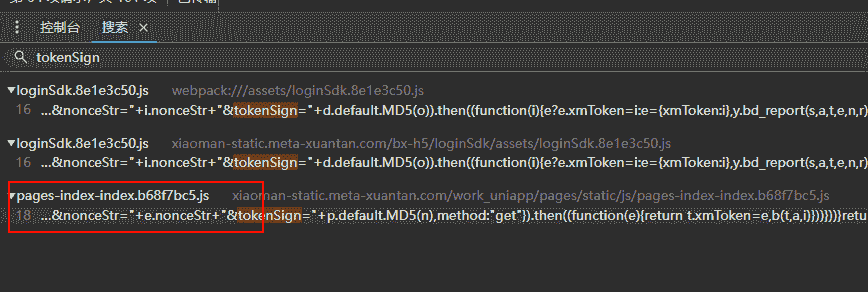 控制台 搜索
tokenSign
loginSdk.8e1e3c50.js webpack:///assets/loginSdk.8e1e3c50.js
16 ...&nonceStr="+i.nonceStr+"&tokenSign="+d.default.MD5(o)).then((function(i){e?e.xmToken=i:e={xmToken:i},y.bd_report(s,a,t,e,n,r)
loginSdk.8e1e3c50.js xiaoman-static.meta-xuantan.com/bx-h5/loginSdk/assets/loginSdk.8e1e3c50.js
16 ...&nonceStr="+i.nonceStr+"&tokenSign="+d.default.MD5(o)).then((function(i){e?e.xmToken=i:e={xmToken:i},y.bd_report(s,a,t,e,n,r)
pages-index-index.b68f7bc5.js xiaoman-static.meta-xuantan.com/work_uniapp/pages/static/js/pages-index-index.b68f7bc5.js
18 ...&nonceStr="+e.nonceStr+"&tokenSign="+p.default.MD5(n),method:"get"}).then((function(e){return t.xmToken=e,b(t,a,i)}))}))}retu